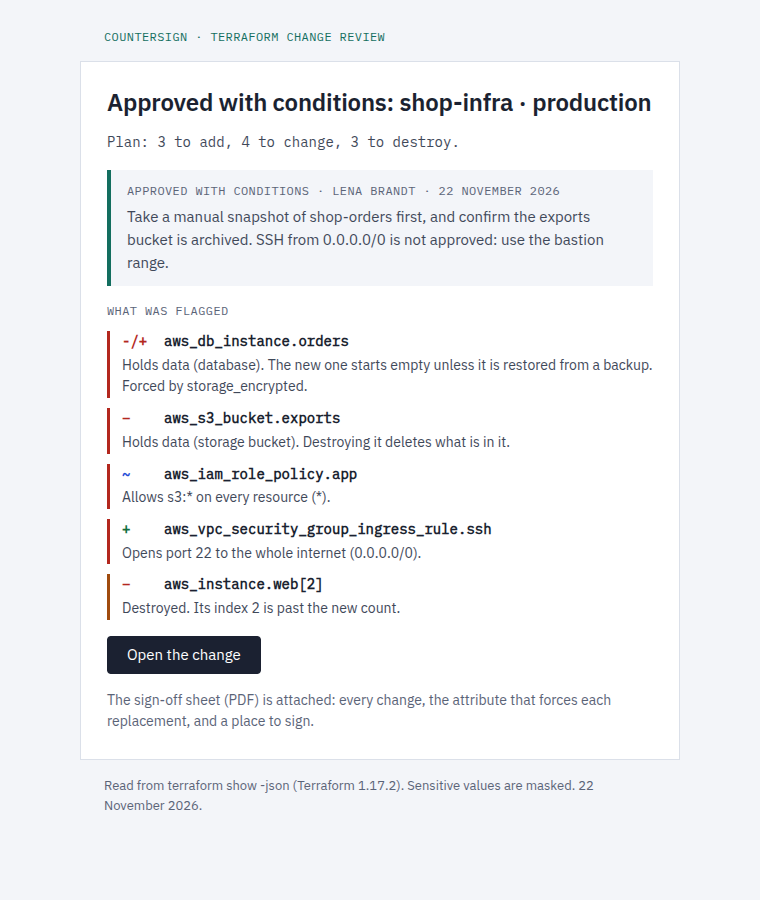 COUNTERSIGN · TERRAFORM CHANGE REVIEW
Approved with conditions: shop-infra · production
Plan: 3 to add, 4 to change, 3 to destroy.
APPROVED WITH CONDITIONS · LENA BRANDT · 22 NOVEMBER 2026
Take a manual snapshot of shop-orders first, and confirm the exports
bucket is archived. SSH from 0.0.0.0/0 is not approved: use the bastion
range.
WHAT WAS FLAGGED
-/+ aws_db_instance.orders
Holds data (database). The new one starts empty unless it is restored from a backup.
Forced by storage_encrypted.
− aws_s3_bucket.exports
Holds data (storage bucket). Destroying it deletes what is in it.
~ aws_iam_role_policy.app
Allows s3:* on every resource (*).
+ aws_vpc_security_group_ingress_rule.ssh
Opens port 22 to the whole internet (0.0.0.0/0).
− aws_instance.web[2]
Destroyed. Its index 2 is past the new count.
Open the change
The sign-off sheet (PDF) is attached: every change, the attribute that forces each
replacement, and a place to sign.
Read from terraform show -json (Terraform 1.17.2). Sensitive values are masked. 22
November 2026.